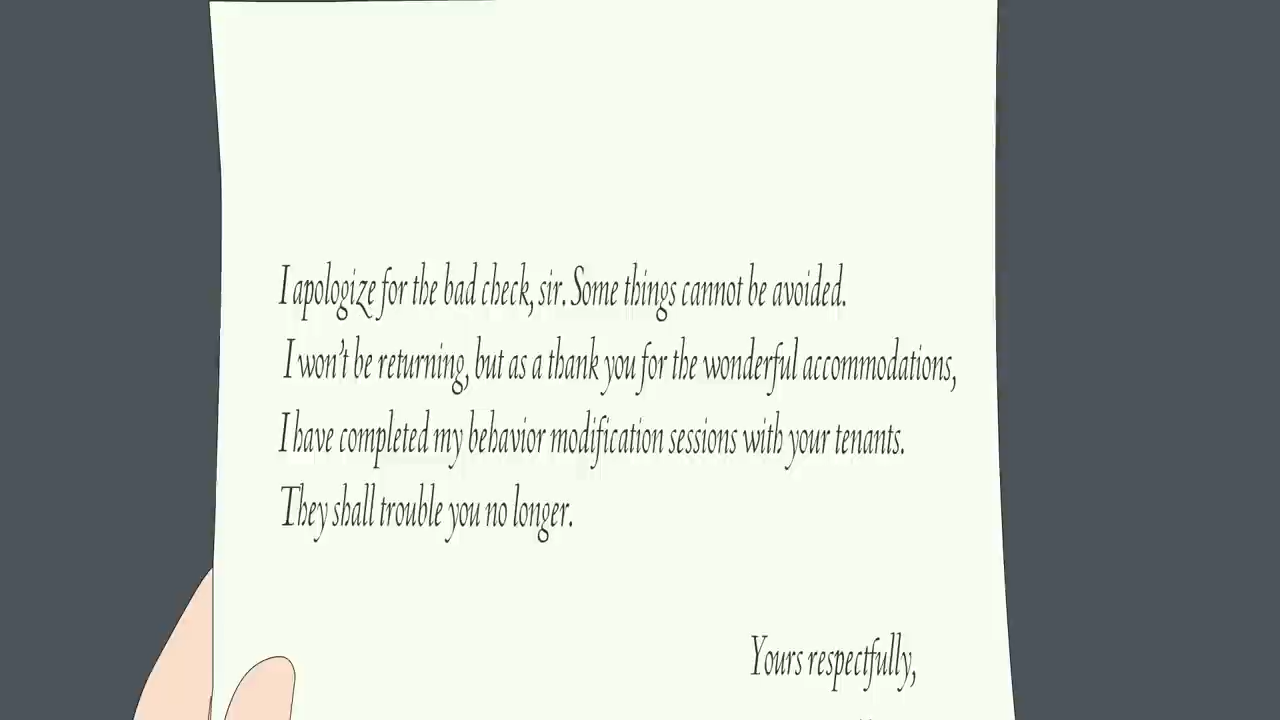 I apologize for the bad check, sir. Some things cannot be avoided.
I won't be returning, but as a thank you for the wonderful accommodations,
I have completed my behavior modification sessions with your tenants.
They shall trouble you no longer.
Yours respectfully,